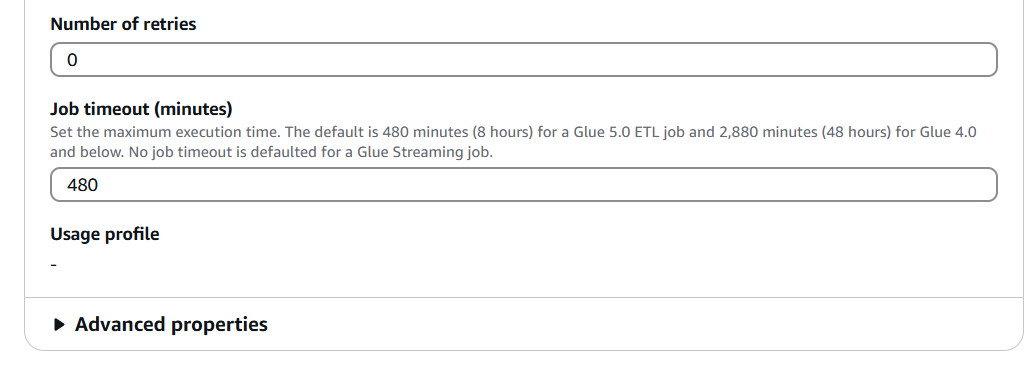 Number of retries
0
Job timeout (minutes)
Set the maximum execution time. The default is 480 minutes (8 hours) for a Glue 5.0 ETL job and 2,880 minutes (48 hours) for Glue 4.0
and below. No job timeout is defaulted for a Glue Streaming job.
480
Usage profile
-
Advanced properties